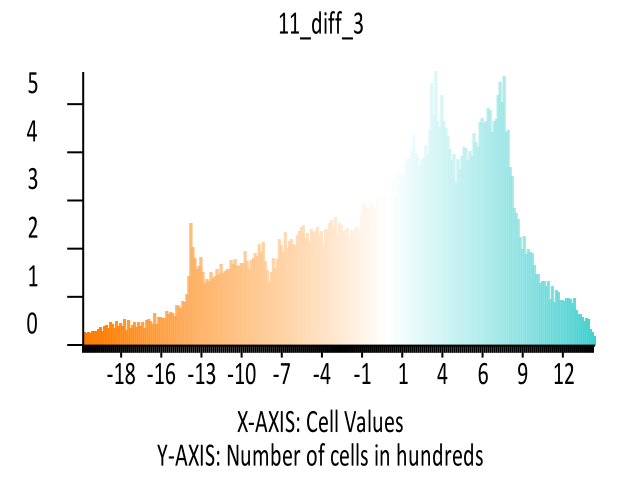 11_diff_3
5
4
3
2
1
0
-18 -16 -13 -10 -7 -4 -1 1 4 6 9 12
X-AXIS: Cell Values
Y-AXIS: Number of cells in hundreds